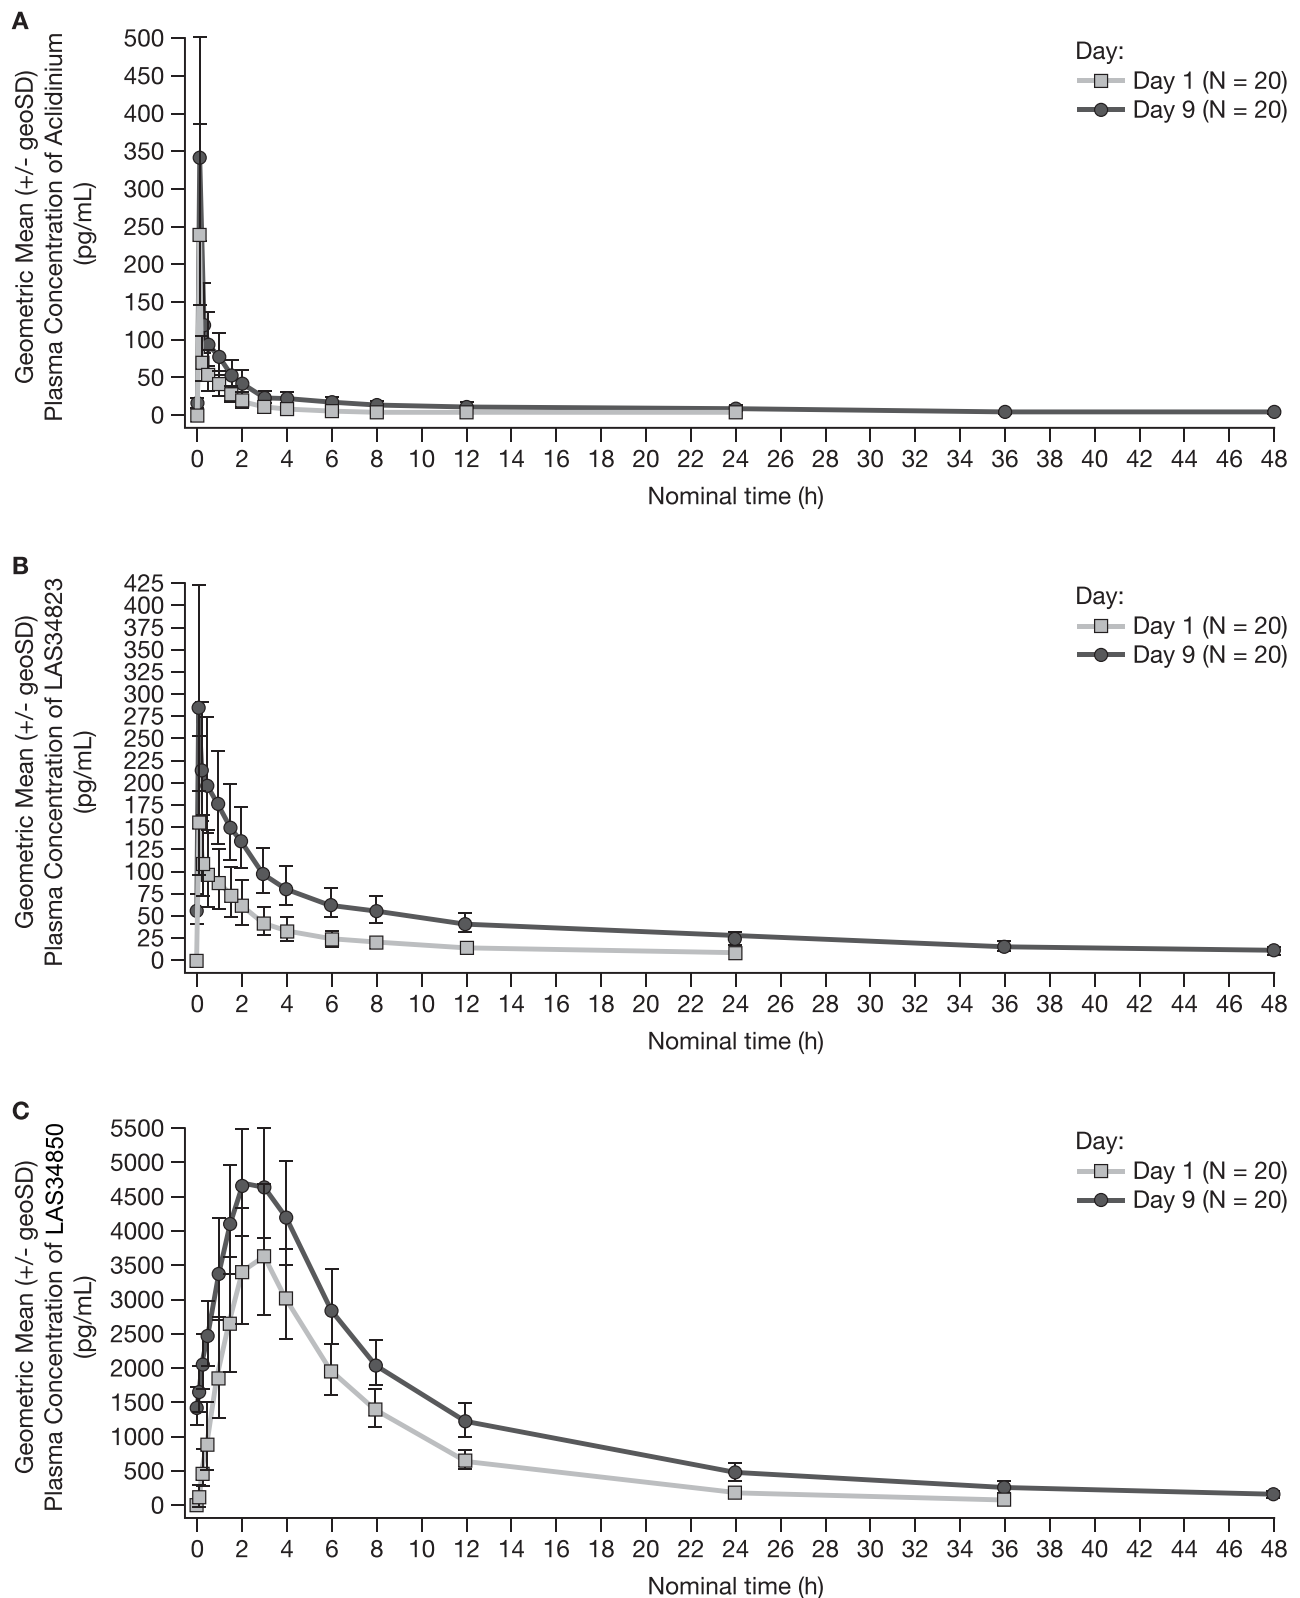 A
Geometric Mean (+/- geoSD)
Plasma Concentration of Aclidinium
(pg/mL)
500
450
400
350
300
250
200
150
100
50
0
Day:
Day 1 (N = 20)
Day 9 (N = 20)
0 2 4 6 8 10 12 14 16 18 20 22 24 26 28 30 32 34 36 38 40 42 44 46 48
Nominal time (h)
B
Geometric Mean (+/- geoSD)
Plasma Concentration of LAS34823
(pg/mL)
425
400
375
350
325
300
275
250
225
200
175
150
125
100
75
50
25
0
Day:
Day 1 (N = 20)
Day 9 (N = 20)
0 2 4 6 8 10 12 14 16 18 20 22 24 26 28 30 32 34 36 38 40 42 44 46 48
Nominal time (h)
C
Geometric Mean (+/- geoSD)
Plasma Concentration of LAS34850
(pg/mL)
5500
5000
4500
4000
3500
3000
2500
2000
1500
1000
500
0
Day:
Day 1 (N = 20)
Day 9 (N = 20)
0 2 4 6 8 10 12 14 16 18 20 22 24 26 28 30 32 34 36 38 40 42 44 46 48
Nominal time (h)